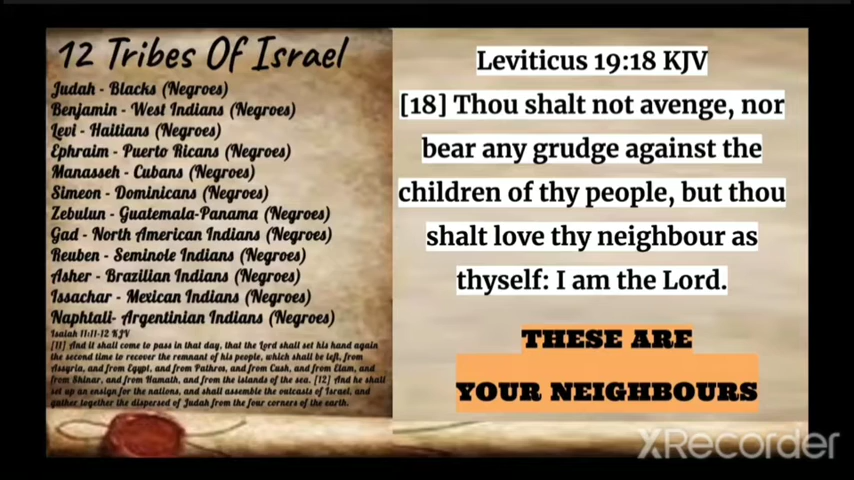 12 Tribes Of Israel
Judah - Blacks (Negroes)
Benjamin - West Indians (Negroes)
Levi - Haitians (Negroes)
Ephraim - Puerto Ricans (Negroes)
Manasseh - Cubans (Negroes)
Simeon - Dominicans (Negroes)
Zebulun - Guatemala-Panama (Negroes)
Gad - North American Indians (Negroes)
Reuben - Seminole Indians (Negroes)
Asher - Brazilian Indians (Negroes)
Issachar - Mexican Indians (Negroes)
Naphtali- Argentinian Indians (Negroes)
Isaiah 11:11-12 KJV
[11] And it shall come to pass in that day, that the Lord shall set his hand again
the second time to recover the remnant of his people, which shall be left, from
Assyria, and from Egypt, and from Pathros, and from Cush, and from Elam, and
from Shinar, and from Hamath, and from the islands of the sea. [12] And he shall
set up an ensign for the nations, and shall assemble the outcasts of Israel, and
gather together the dispersed of Judah from the four corners of the earth.
Leviticus 19:18 KJV
[18] Thou shalt not avenge, nor
bear any grudge against the
children of thy people, but thou
shalt love thy neighbour as
thyself: I am the Lord.
THESE ARE
YOUR NEIGHBOURS
XRecorder